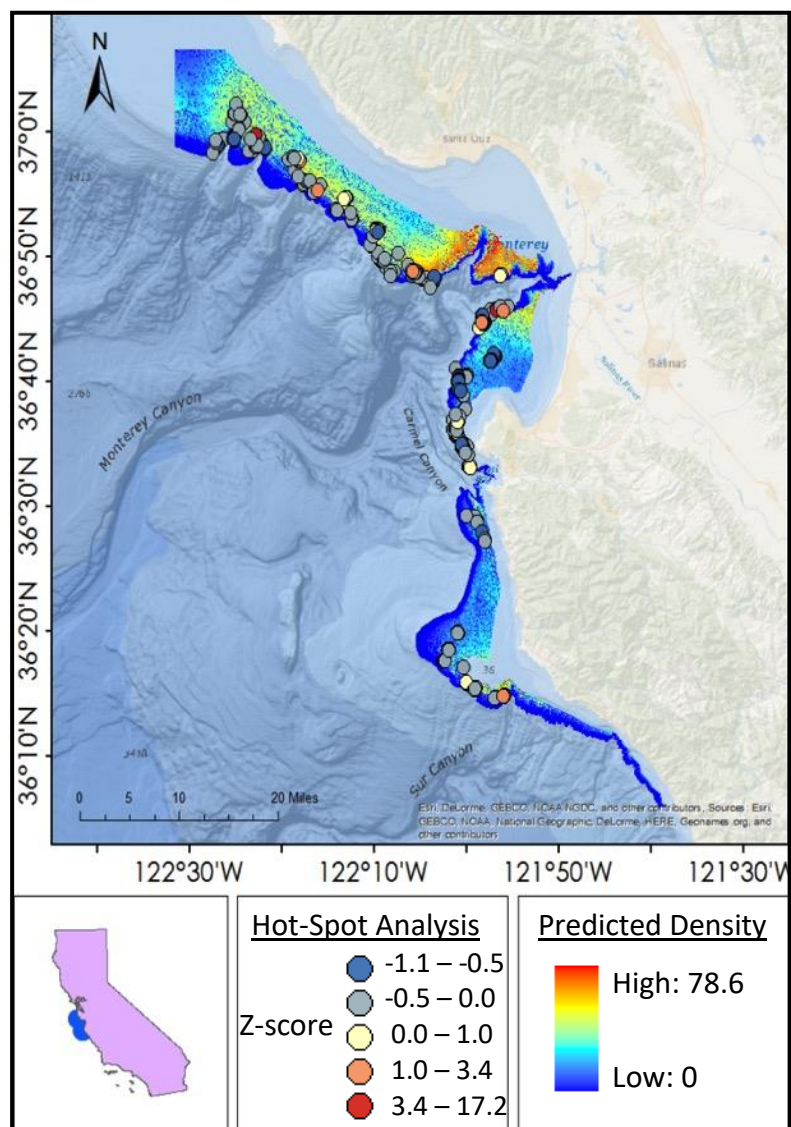 N
37°0'N
36°50'N
36°40'N
36°30'N
36°20'N
36°10'N
Santa Cruz
nterey
Salinas
Salinas River
Monterey Canyon
Carmel Canyon
Sur Canyon
36
0 5 10 20 Miles
Esri, DeLorme, GEBCO, NOAA NGDC, and other contributors, Sources: Esri,
GEBCO, NOAA, National Geographic, DeLorme, HERE, Geonames.org, and
other contributors
122°30'W 122°10'W 121°50'W 121°30'W
Hot-Spot Analysis
Z-score
-1.1 – -0.5
-0.5 – 0.0
0.0 – 1.0
1.0 – 3.4
3.4 – 17.2
Predicted Density
High: 78.6
Low: 0